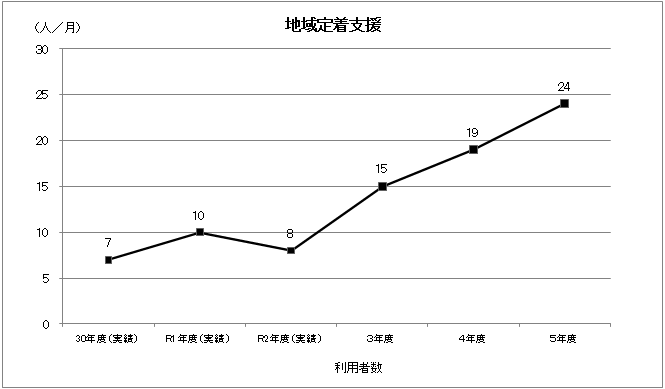 地域定着支援
（人／月）
30
25
20
15
10
5
0
7
10
8
15
19
24
30年度（実績）
R1年度（実績）
R2年度（実績）
３年度
４年度
５年度
利用者数